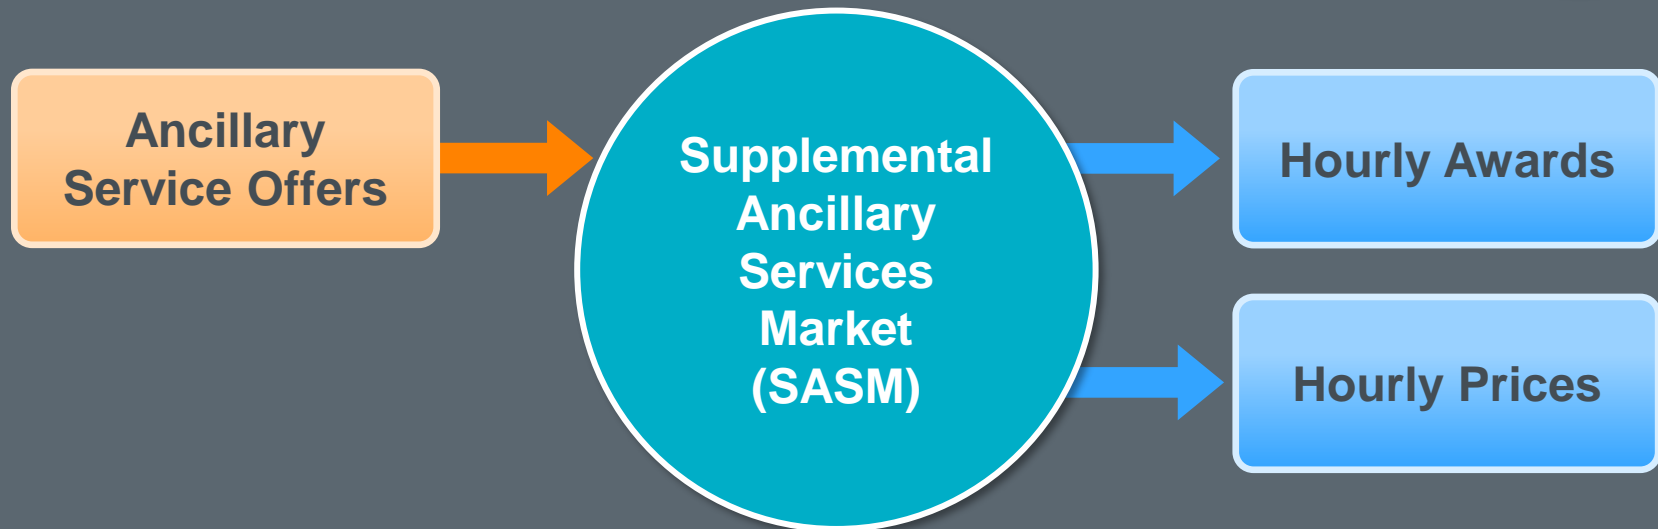 Ancillary
Service Offers
Supplemental
Ancillary
Services
Market
(SASM)
Hourly Awards
Hourly Prices